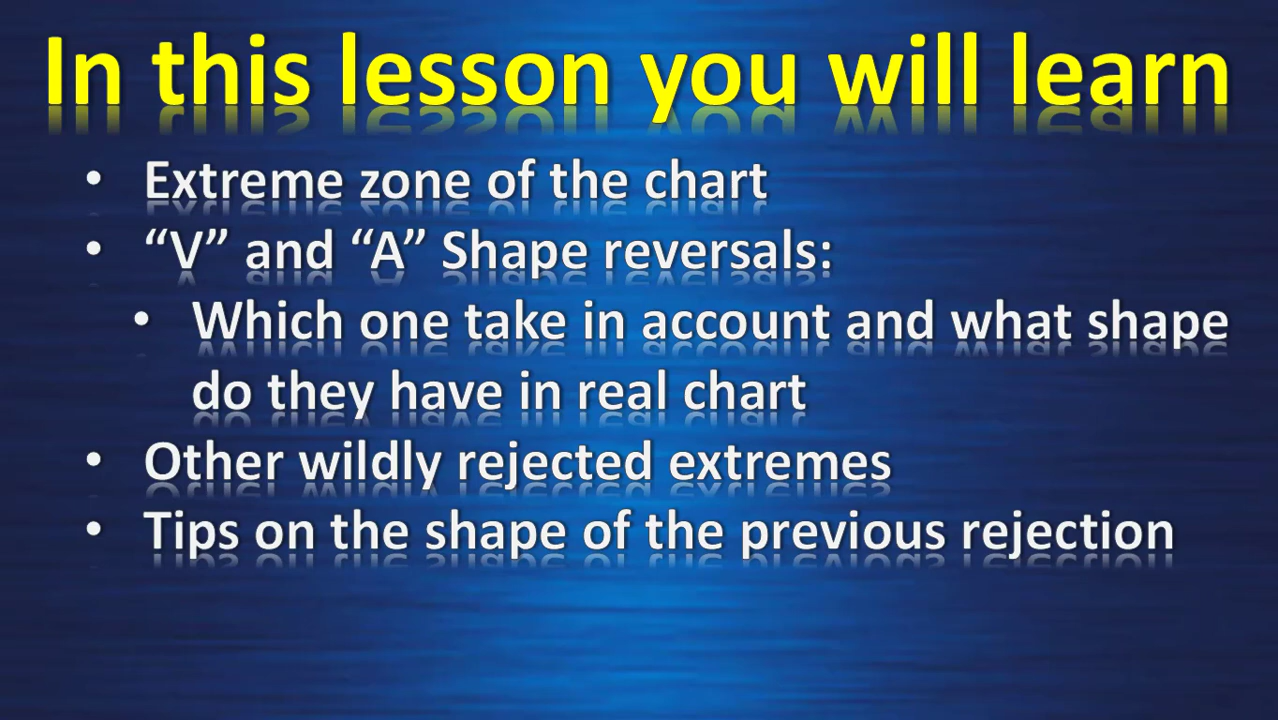 In this lesson you will learn
• Extreme zone of the chart
• “V” and “A” Shape reversals:
• Which one take in account and what shape
do they have in real chart
• Other wildly rejected extremes
• Tips on the shape of the previous rejection